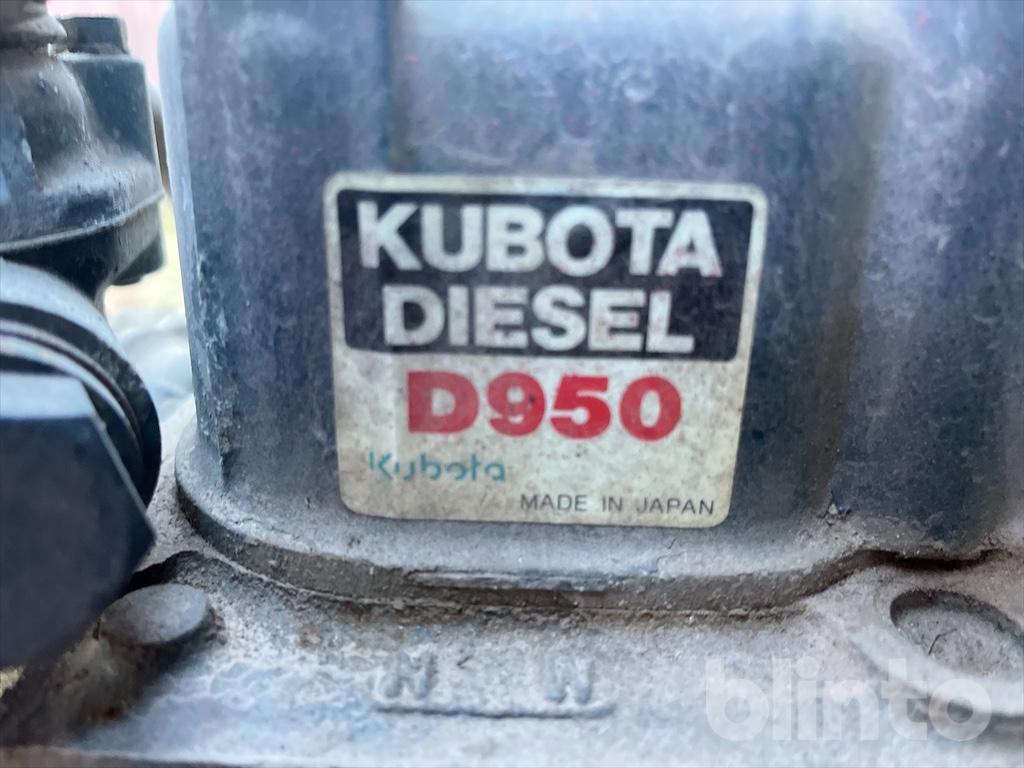 KUBOTA
DIESEL
D950
Kubota
MADE IN JAPAN
N W
blinto